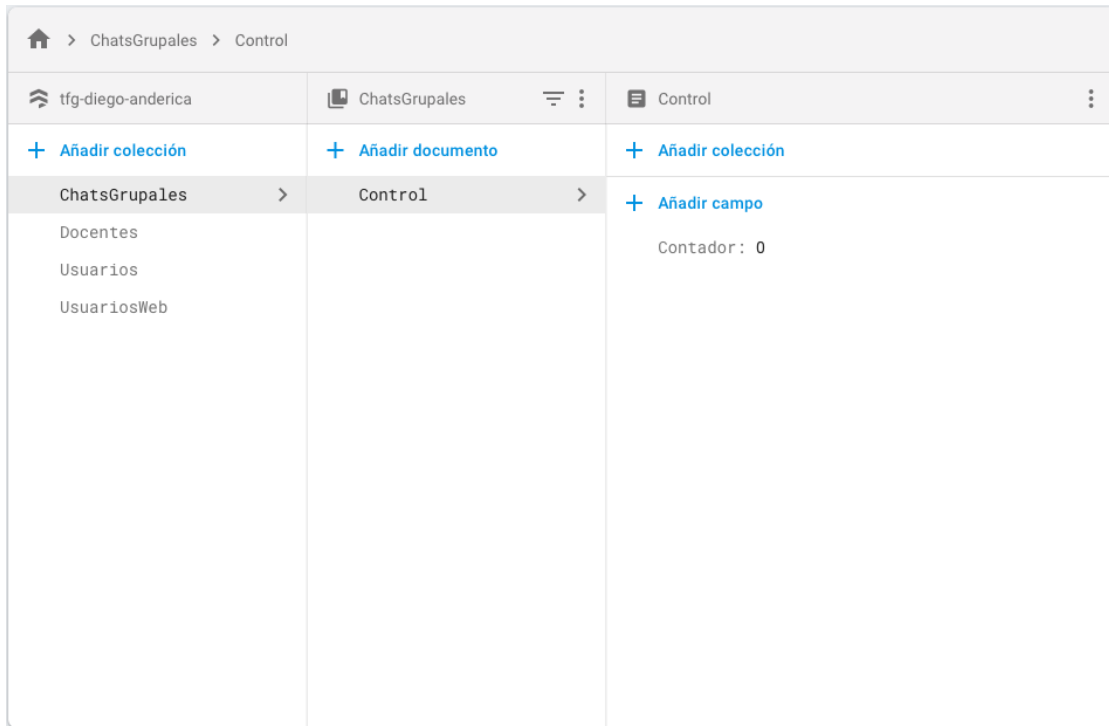 ChatsGrupales > Control
tfg-diego-anderica
Añadir colección
ChatsGrupales
Docentes
Usuarios
UsuariosWeb
ChatsGrupales
Añadir documento
Control
Control
Añadir colección
Añadir campo
Contador: 0